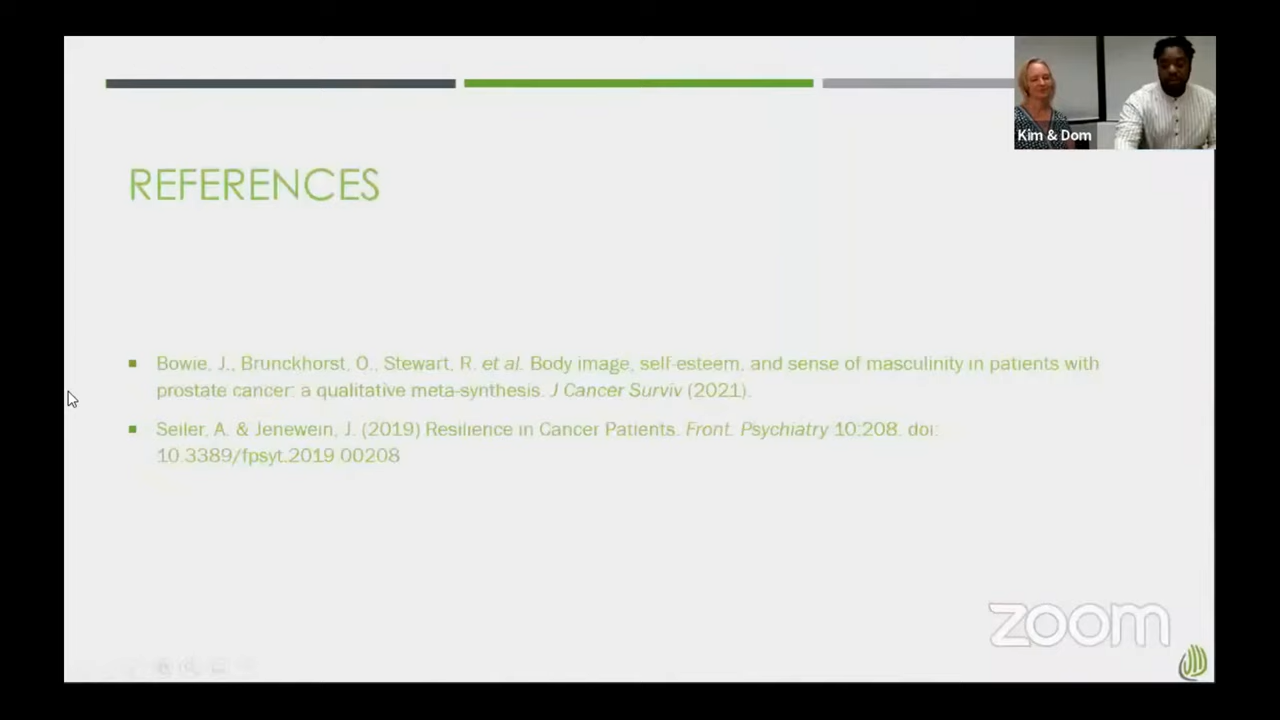 Kim & Dom
REFERENCES
Bowie, J., Brunckhorst, O., Stewart, R. et al. Body image, self-esteem, and sense of masculinity in patients with
prostate cancer: a qualitative meta-synthesis. J Cancer Surviv (2021).
Seiler, A. & Jenewein, J. (2019) Resilience in Cancer Patients. Front. Psychiatry 10:208. doi:
10.3389/fpsyt.2019.00208
zoom